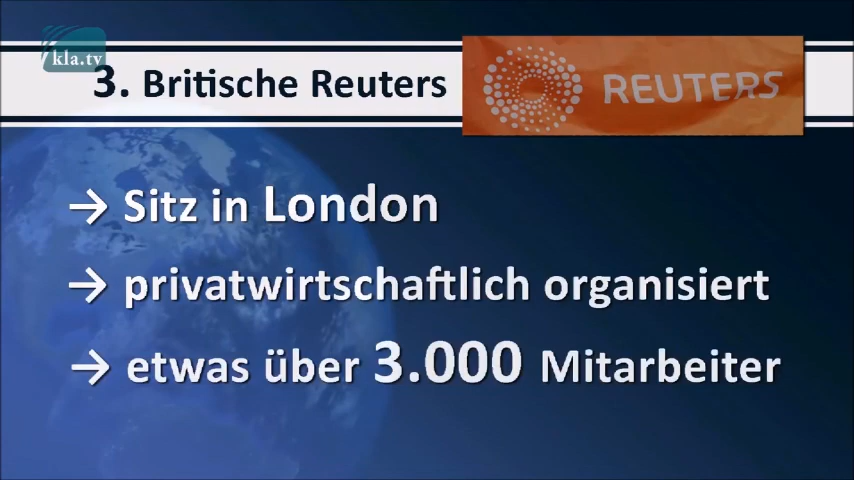 kla.tv
3. Britische Reuters
REUTERS
→ Sitz in London
→ privatwirtschaftlich organisiert
→ etwas über 3.000 Mitarbeiter